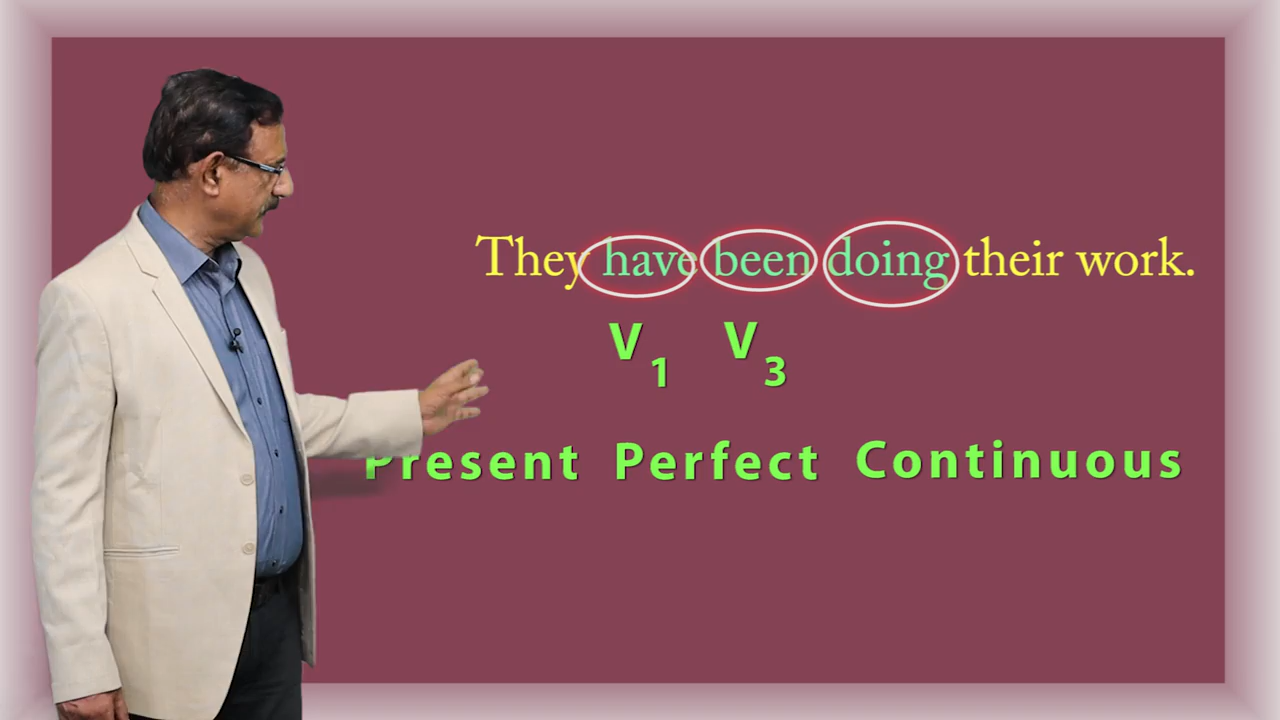 They have been doing their work.
V1 V3
Present Perfect Continuous